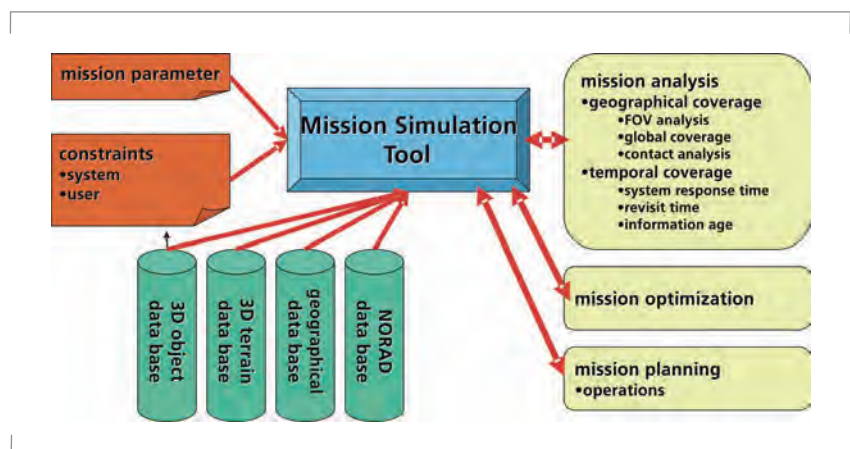 mission parameter
constraints
•system
•user
Mission Simulation
Tool
mission analysis
•geographical coverage
•FOV analysis
•global coverage
•contact analysis
•temporal coverage
•system response time
•revisit time
•information age
mission optimization
mission planning
•operations
3D object
data base
3D terrain
data base
geographical
data base
NORAD
data base